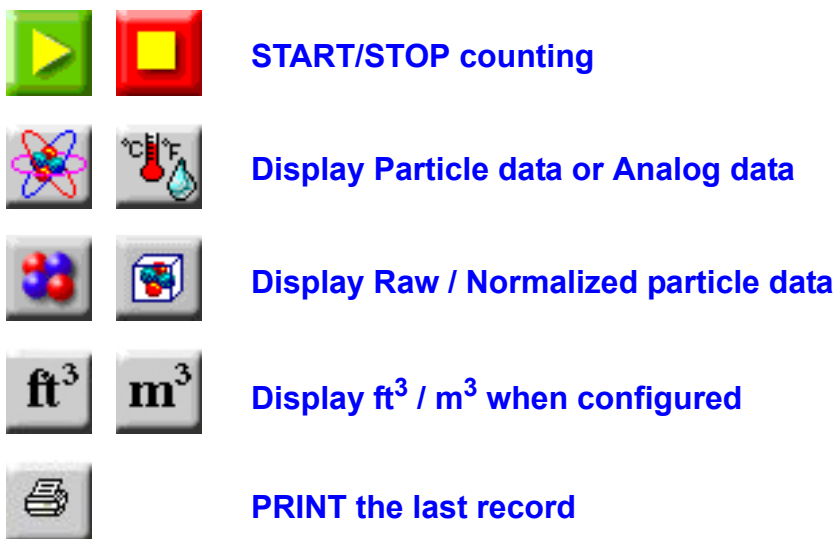 START/STOP counting
°C °F
Display Particle data or Analog data
Display Raw / Normalized particle data
ft³ m³
Display ft³ / m³ when configured
PRINT the last record